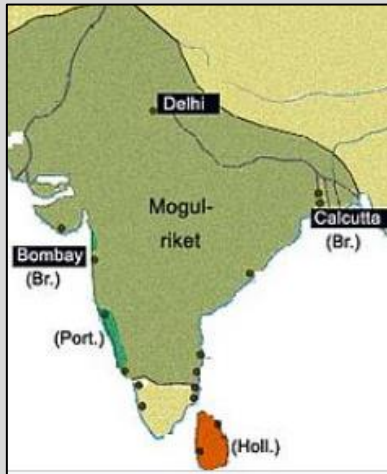 Delhi
Mogul-
riket
Calcutta
(Br.)
Bombay
(Br.)
(Port.)
(Holl.)